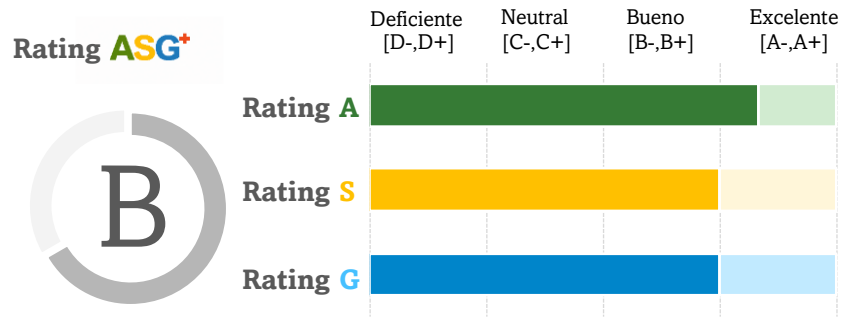 Rating ASG+
Deficiente Neutral Bueno Excelente
[D-,D+] [C-,C+] [B-,B+] [A-,A+]
Rating A
B
Rating S
Rating G